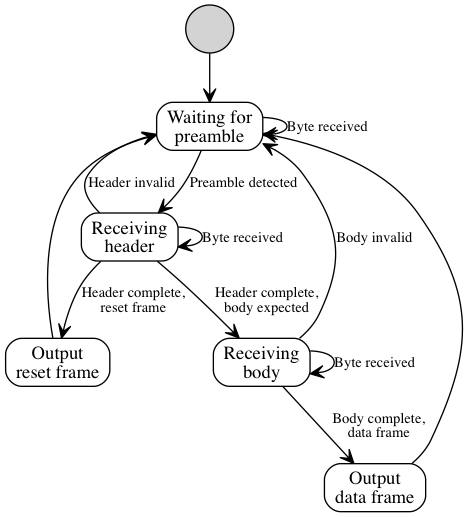 Waiting for
preamble
Byte received
Header invalid
Preamble detected
Receiving
header
Byte received
Body invalid
Header complete,
reset frame
Header complete,
body expected
Output
reset frame
Receiving
body
Byte received
Body complete,
data frame
Output
data frame